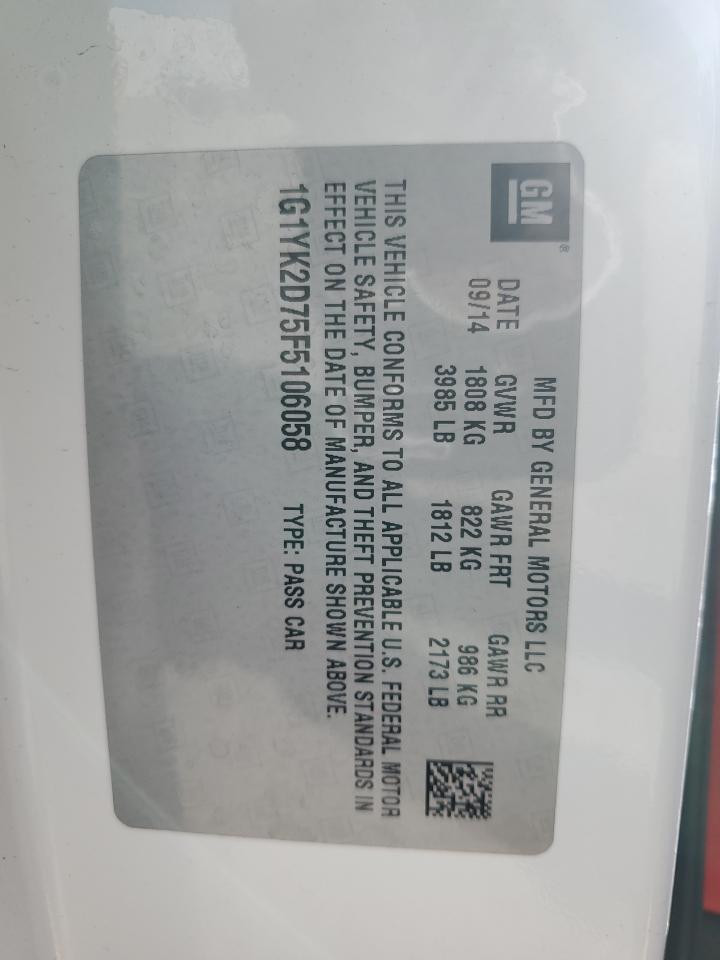 GM ®
MFD BY GENERAL MOTORS LLC
DATE GVWR GAWR FRT GAWR RR
09/14 1808 KG 822 KG 986 KG
3985 LB 1812 LB 2173 LB
THIS VEHICLE CONFORMS TO ALL APPLICABLE U.S. FEDERAL MOTOR
VEHICLE SAFETY, BUMPER, AND THEFT PREVENTION STANDARDS IN
EFFECT ON THE DATE OF MANUFACTURE SHOWN ABOVE.
1G1YK2D75F5106058 TYPE: PASS CAR